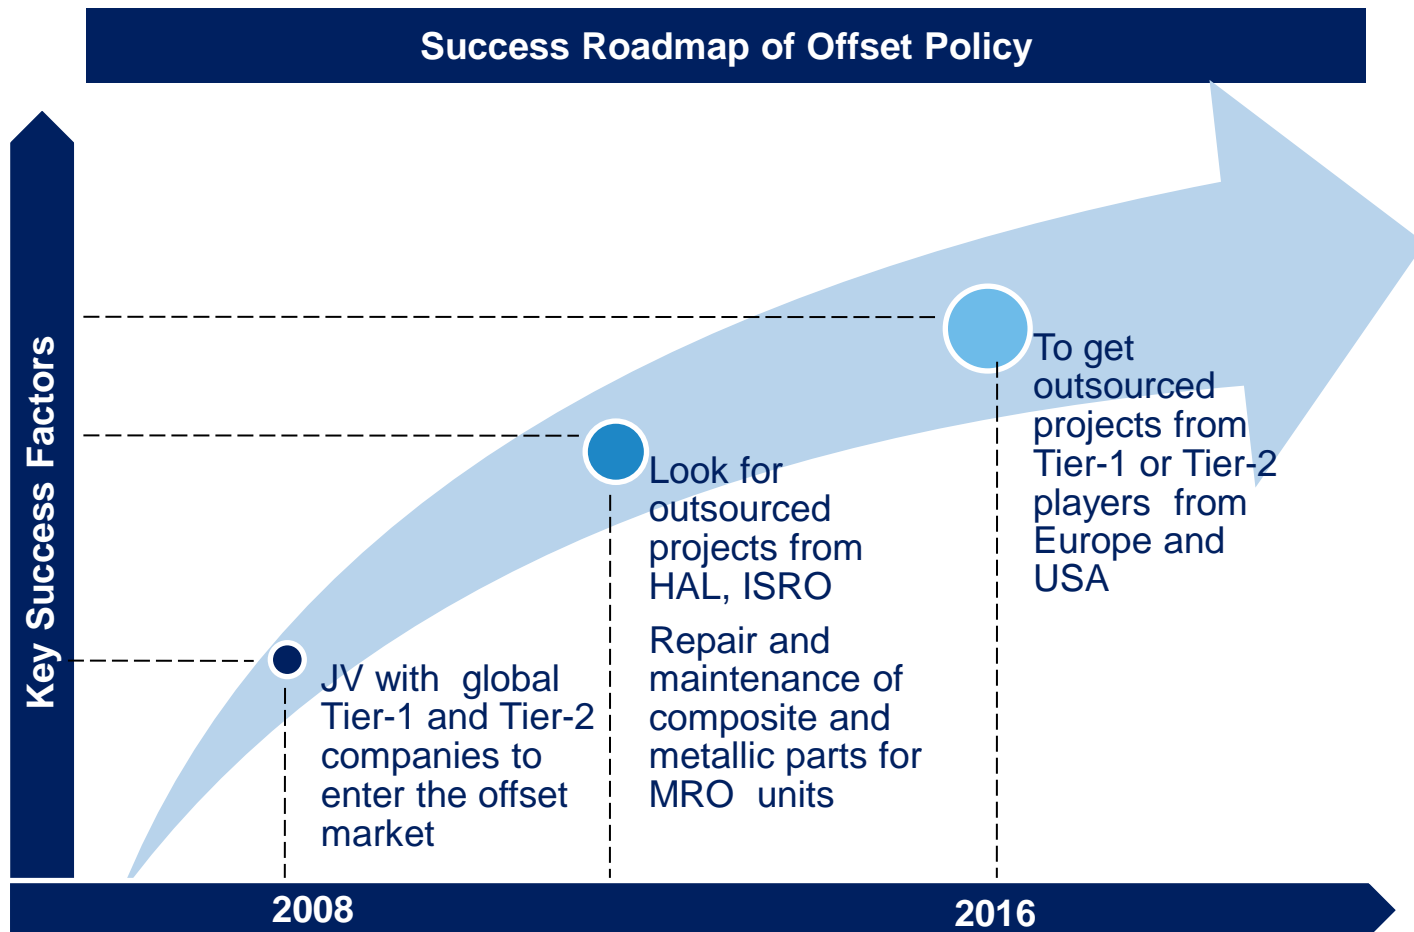 Success Roadmap of Offset Policy
Key Success Factors
JV with global
Tier-1 and Tier-2
companies to
enter the offset
market
Look for
outsourced
projects from
HAL, ISRO
Repair and
maintenance of
composite and
metallic parts for
MRO units
To get
outsourced
projects from
Tier-1 or Tier-2
players from
Europe and
USA
2008
2016